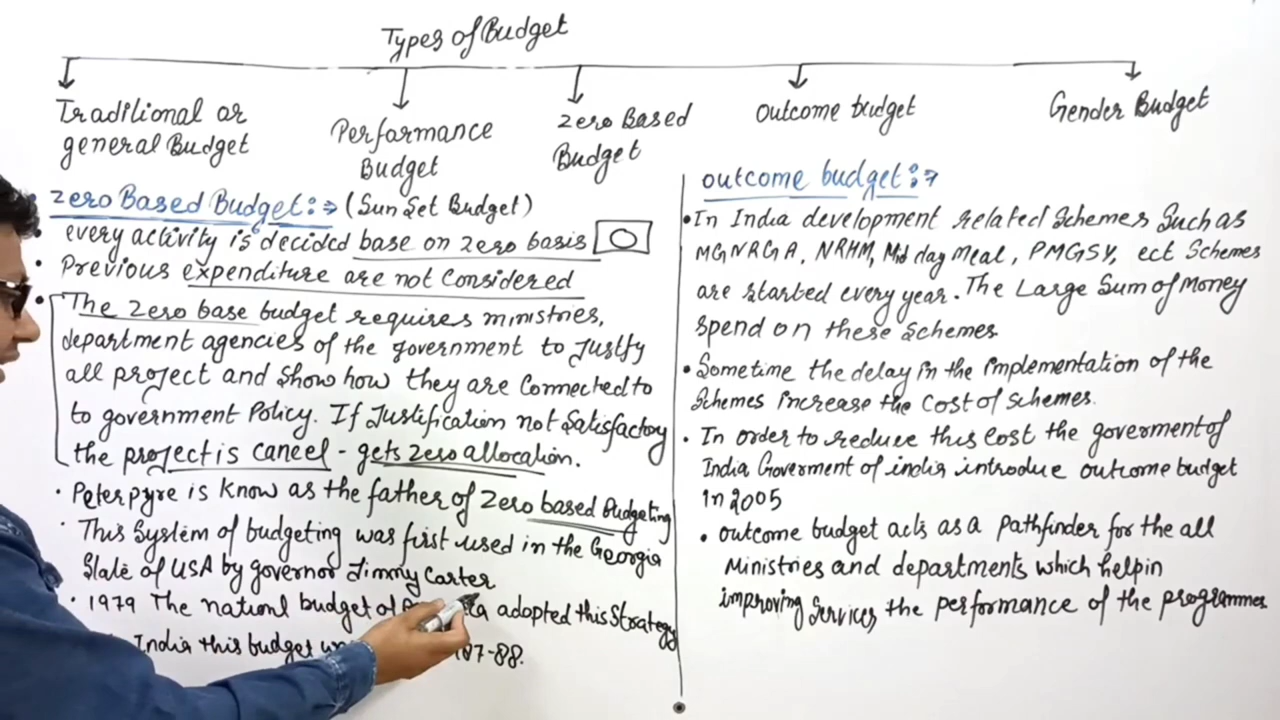 Types of Budget
Traditional or
general Budget
Performance
Budget
Zero Based
Budget
Outcome budget
Gender Budget
Zero Based Budget :⇒ (Sun Set Budget)
• every activity is decided base on zero basis
• Previous expenditure are not considered
• The Zero base budget requires ministries,
department agencies of the government to Justfy
all project and show how they are connected to
to government Policy. If Justification not Satisfactory
the project is cancel - gets zero allocation.
• Peter pyre is know as the father of Zero based Budgeting
• This System of budgeting was first used in the Georgia
State of USA by governor Jimmy Carter
• 1979 The nationl budget of adopted this Strategy
India this budget 87-88.
outcome budget :⇒
• In India development related Schemes Such as
MGNRGA, NRHM, Mid day Meal, PMGSY, ect Schemes
are started every year. The Large Sum of Money
Spend on these Schemes.
• Sometime the delay in the implementation of the
Schemes increase the cost of schemes.
• In order to reduce this cost the goverment of
India Goverment of india introduce outcome budget
in 2005
• outcome budget acts as a pathfinder for the all
Ministries and departments which help in
improving Services, the performance of the programmes